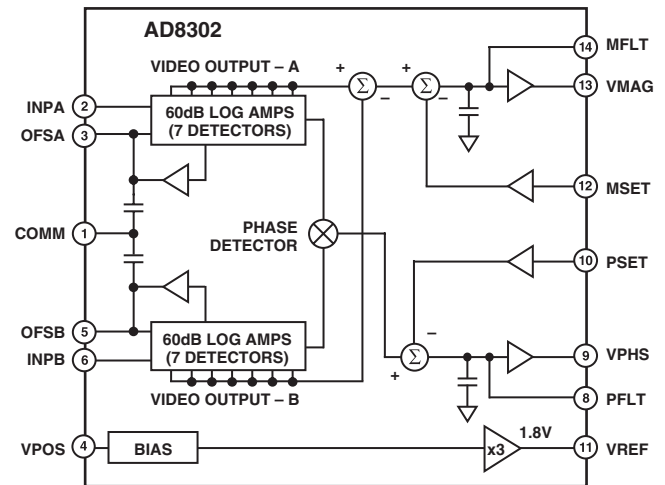 AD8302
VIDEO OUTPUT – A
INPA 2
OFSA 3
60dB LOG AMPS
(7 DETECTORS)
+
Σ
–
+
Σ
–
14 MFLT
13 VMAG
12 MSET
COMM 1
PHASE
DETECTOR
10 PSET
–
Σ
+
OFSB 5
INPB 6
60dB LOG AMPS
(7 DETECTORS)
VIDEO OUTPUT – B
9 VPHS
8 PFLT
VPOS 4
BIAS
x3
1.8V
11 VREF